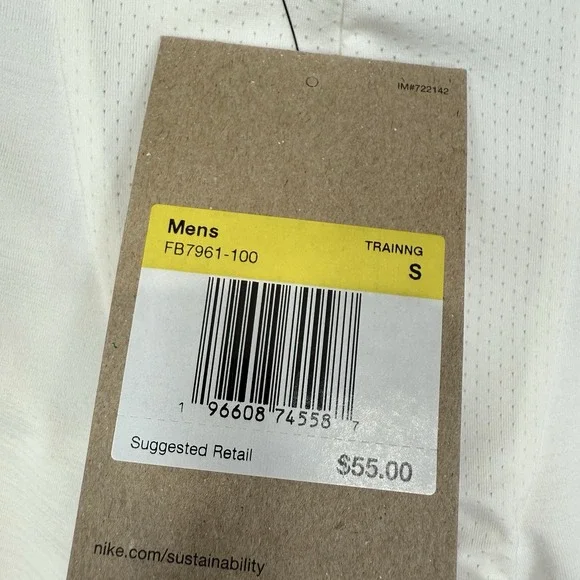 IM#722142
Mens
FB7961-100
TRAINNG
S
1 96608 74558 7
Suggested Retail
$55.00
nike.com/sustainability